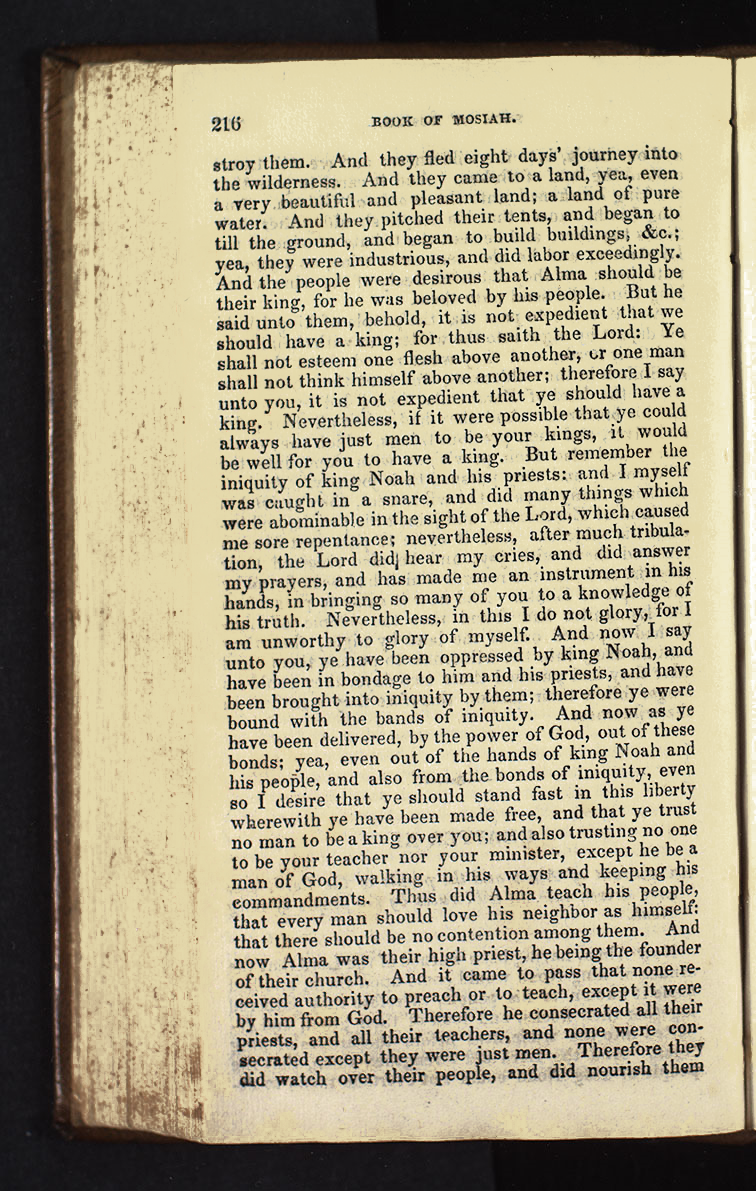 216 BOOK OF MOSIAH.
stroy them. And they fled eight days' journey into
the wilderness. And they came to a land, yea, even
a very beautiful and pleasant land; a land of pure
water. And they pitched their tents, and began to
till the ground, and began to build buildings, &c.;
yea, they were industrious, and did labor exceedingly.
And the people were desirous that Alma should be
their king, for he was beloved by his people. But he
said unto them, behold, it is not expedient that we
should have a king; for thus saith the Lord: Ye
shall not esteem one flesh above another, or one man
shall not think himself above another; therefore I say
unto you, it is not expedient that ye should have a
king. Nevertheless, if it were possible that ye could
always have just men to be your kings, it would
be well for you to have a king. But remember the
iniquity of king Noah and his priests: and I myself
was caught in a snare, and did many things which
were abominable in the sight of the Lord, which caused
me sore repentance; nevertheless, after much tribula-
tion, the Lord did hear my cries, and did answer
my prayers, and has made me an instrument in his
hands, in bringing so many of you to a knowledge of
his truth. Nevertheless, in this I do not glory, for I
am unworthy to glory of myself. And now I say
unto you, ye have been oppressed by king Noah, and
have been in bondage to him and his priests, and have
been brought into iniquity by them; therefore ye were
bound with the bands of iniquity. And now as ye
have been delivered, by the power of God, out of these
bonds; yea, even out of the hands of king Noah and
his people, and also from the bonds of iniquity, even
so I desire that ye should stand fast in this liberty
wherewith ye have been made free, and that ye trust
no man to be a king over you; and also trusting no one
to be your teacher nor your minister, except he be a
man of God, walking in his ways and keeping his
commandments. Thus did Alma teach his people,
that every man should love his neighbor as himself:
that there should be no contention among them. And
now Alma was their high priest, he being the founder
of their church. And it came to pass that none re-
ceived authority to preach or to teach, except it were
by him from God. Therefore he consecrated all their
priests, and all their teachers, and none were con-
secrated except they were just men. Therefore they
did watch over their people, and did nourish them